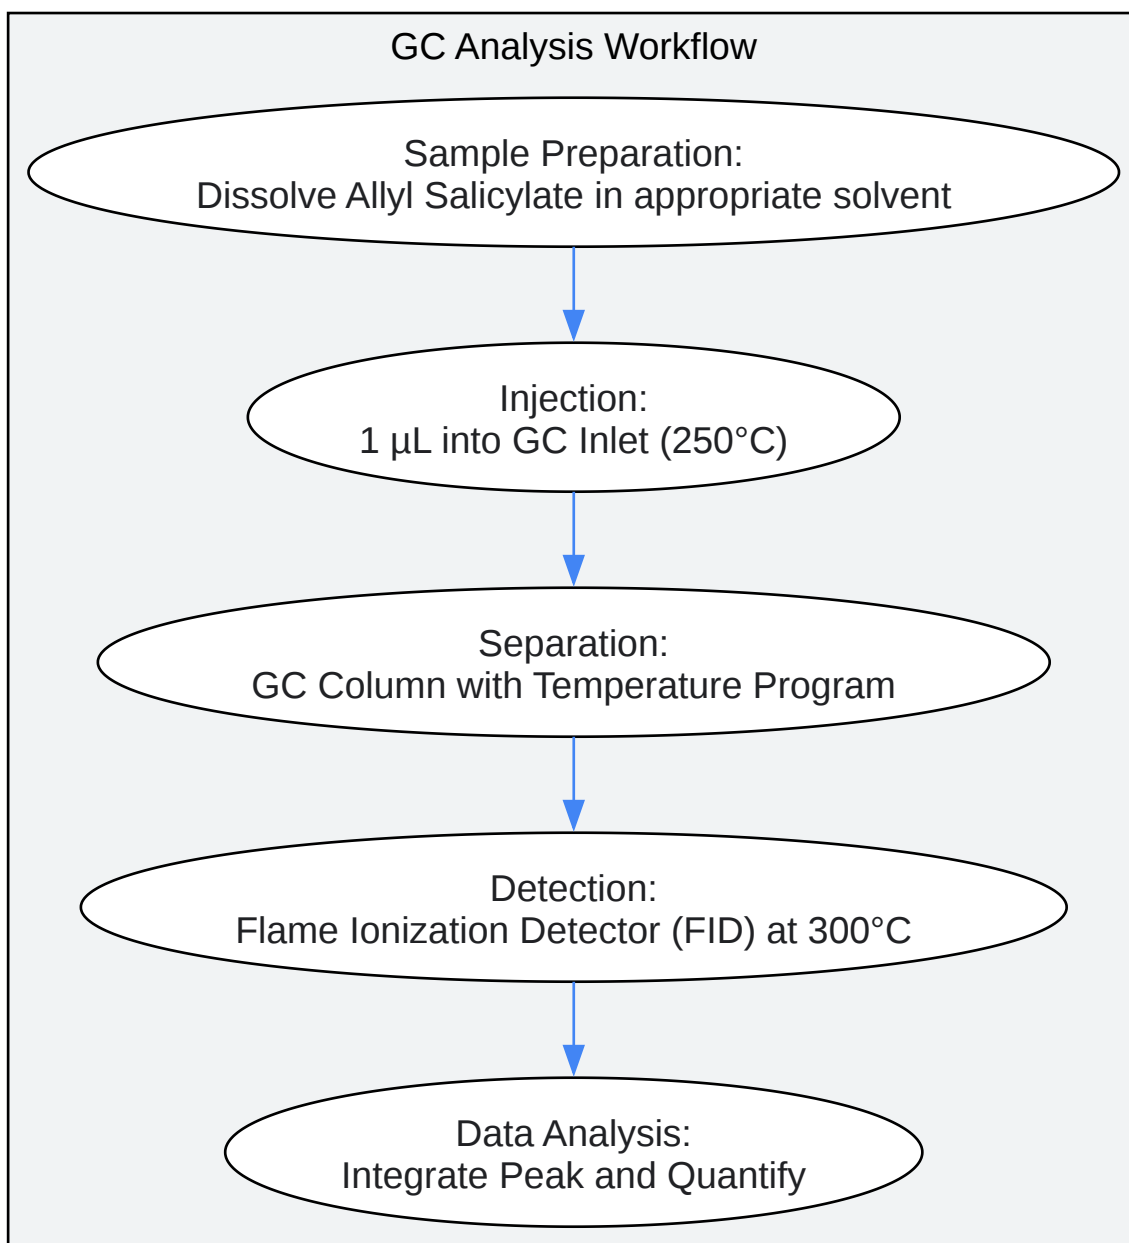 GC Analysis Workflow
Sample Preparation:
Dissolve Allyl Salicylate in appropriate solvent
Injection:
1 µL into GC Inlet (250°C)
Separation:
GC Column with Temperature Program
Detection:
Flame Ionization Detector (FID) at 300°C
Data Analysis:
Integrate Peak and Quantify